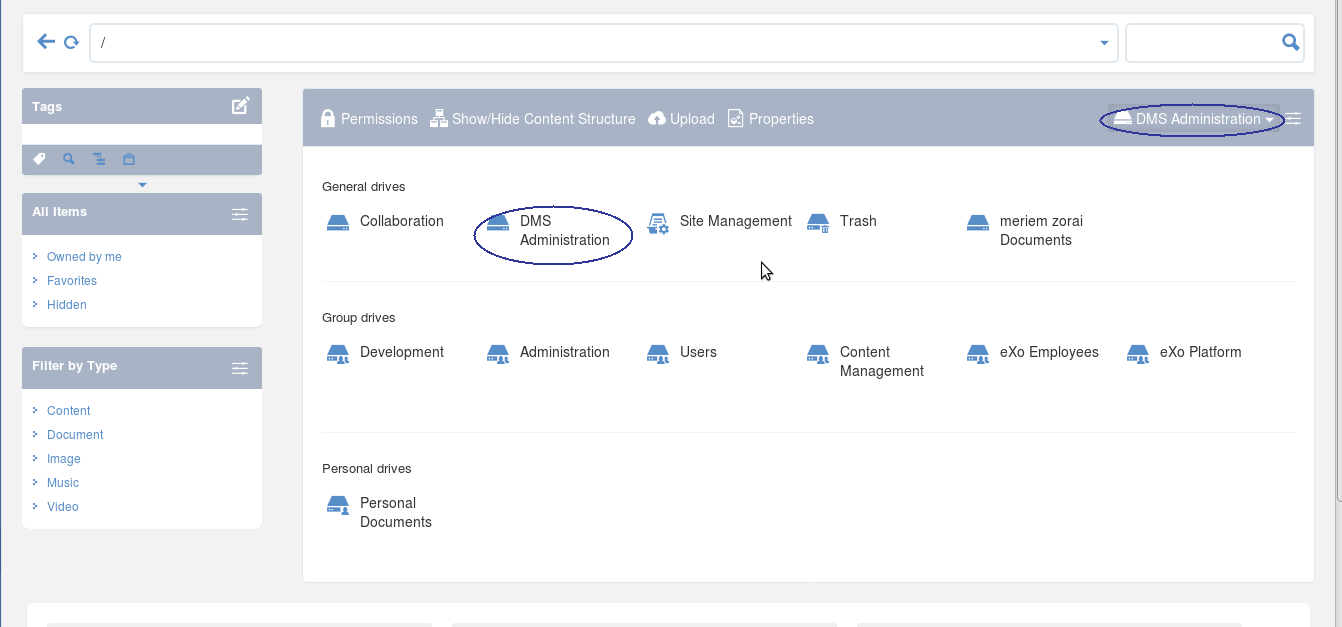 /
Tags
Permissions Show/Hide Content Structure Upload Properties DMS Administration
All Items
Owned by me
Favorites
Hidden
Filter by Type
Content
Document
Image
Music
Video
General drives
Collaboration
DMS
Administration
Site Management
Trash
meriem zorai
Documents
Group drives
Development
Administration
Users
Content
Management
eXo Employees
eXo Platform
Personal drives
Personal
Documents